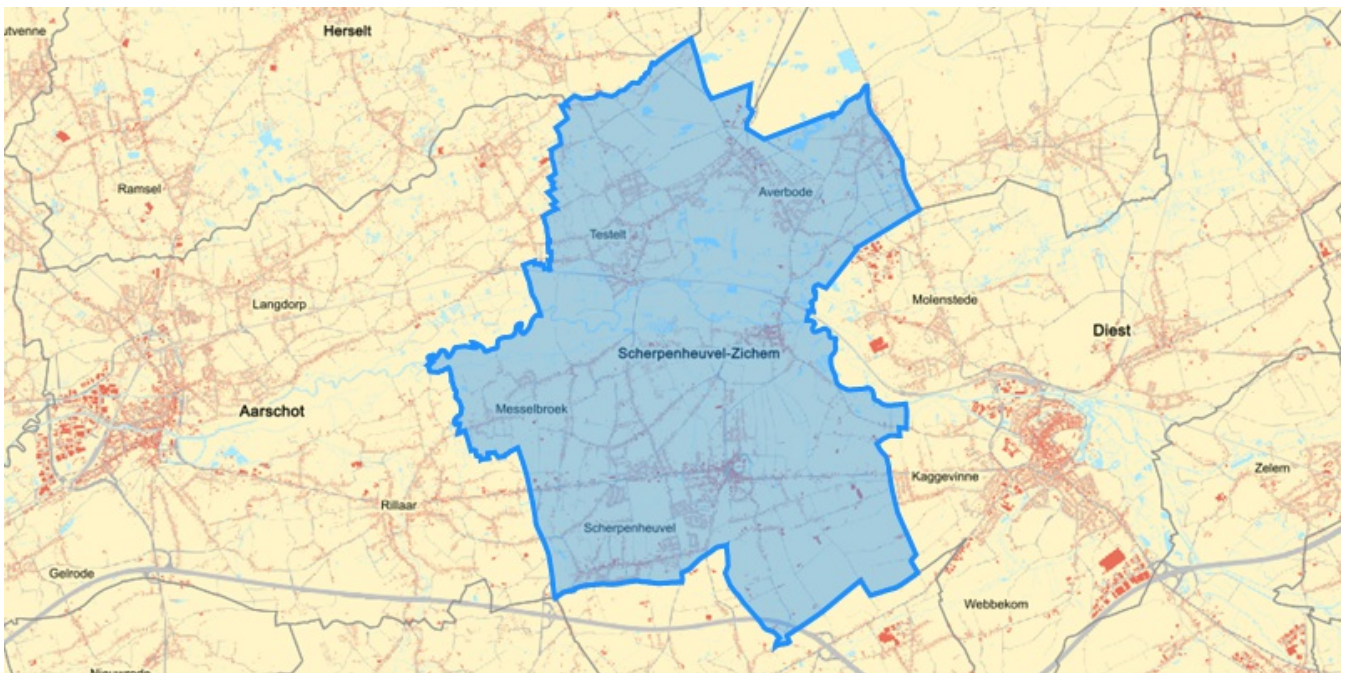 Herselt
Ramsel
Averbode
Testelt
Langdorp
Molenstede
Diest
Scherpenheuvel-Zichem
Aarschot
Messelbroek
Zelem
Kaggevinne
Rillaar
Scherpenheuvel
Gelrode
Webbekom